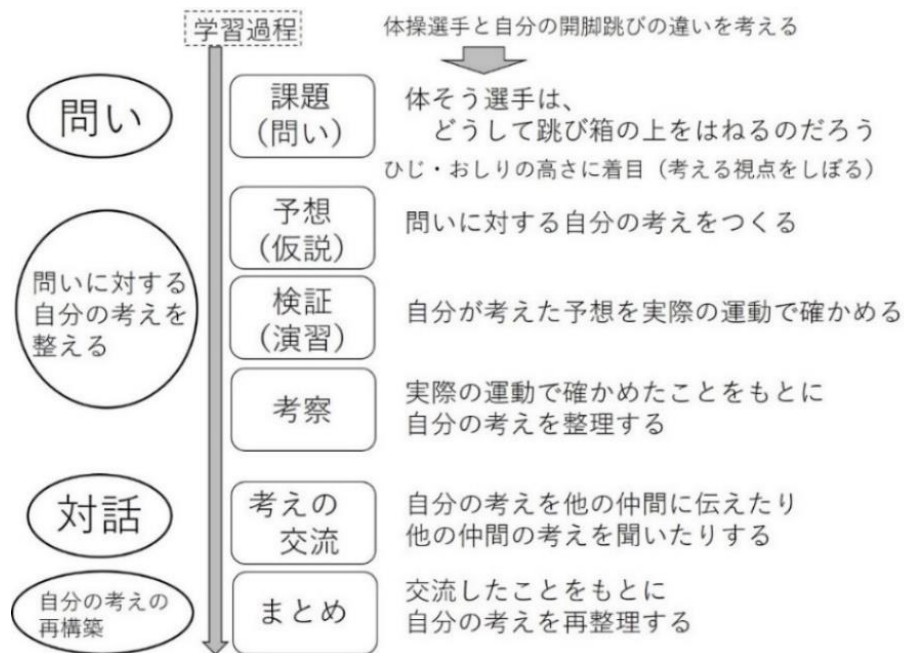 学習過程
体操選手と自分の開脚跳びの違いを考える
問い
課題
(問い)
体そう選手は、
どうして跳び箱の上をはねるのだろう
ひじ・おしりの高さに着目（考える視点をしぼる）
問いに対する
自分の考えを
整える
予想
(仮説)
問いに対する自分の考えをつくる
検証
(演習)
自分が考えた予想を実際の運動で確かめる
考察
実際の運動で確かめたことをもとに
自分の考えを整理する
対話
考えの
交流
自分の考えを他の仲間に伝えたり
他の仲間の考えを聞いたりする
自分の考えの
再構築
まとめ
交流したことをもとに
自分の考えを再整理する